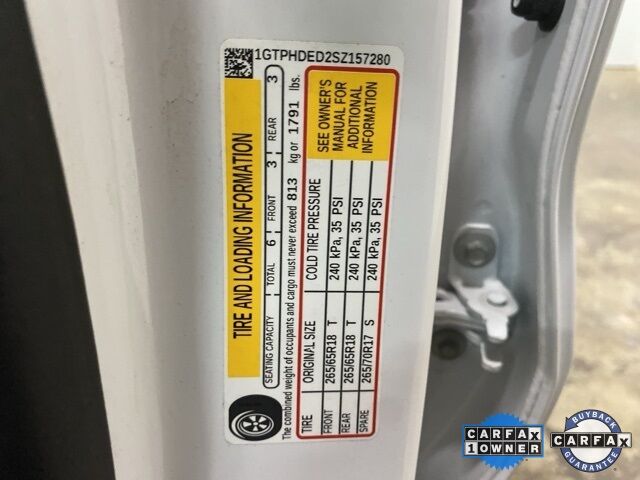 1GTPHDED2SZ157280
TIRE AND LOADING INFORMATION
SEATING CAPACITY TOTAL 6 FRONT 3 REAR 3
The combined weight of occupants and cargo must never exceed 813 kg or 1791 lbs.
TIRE ORIGINAL SIZE COLD TIRE PRESSURE
FRONT 265/65R18 T 240 kPa, 35 PSI
REAR 265/65R18 T 240 kPa, 35 PSI
SPARE 265/70R17 S 240 kPa, 35 PSI
SEE OWNER'S
MANUAL FOR
ADDITIONAL
INFORMATION
CARFAX
1 OWNER
BUYBACK
CARFAX
GUARANTEE